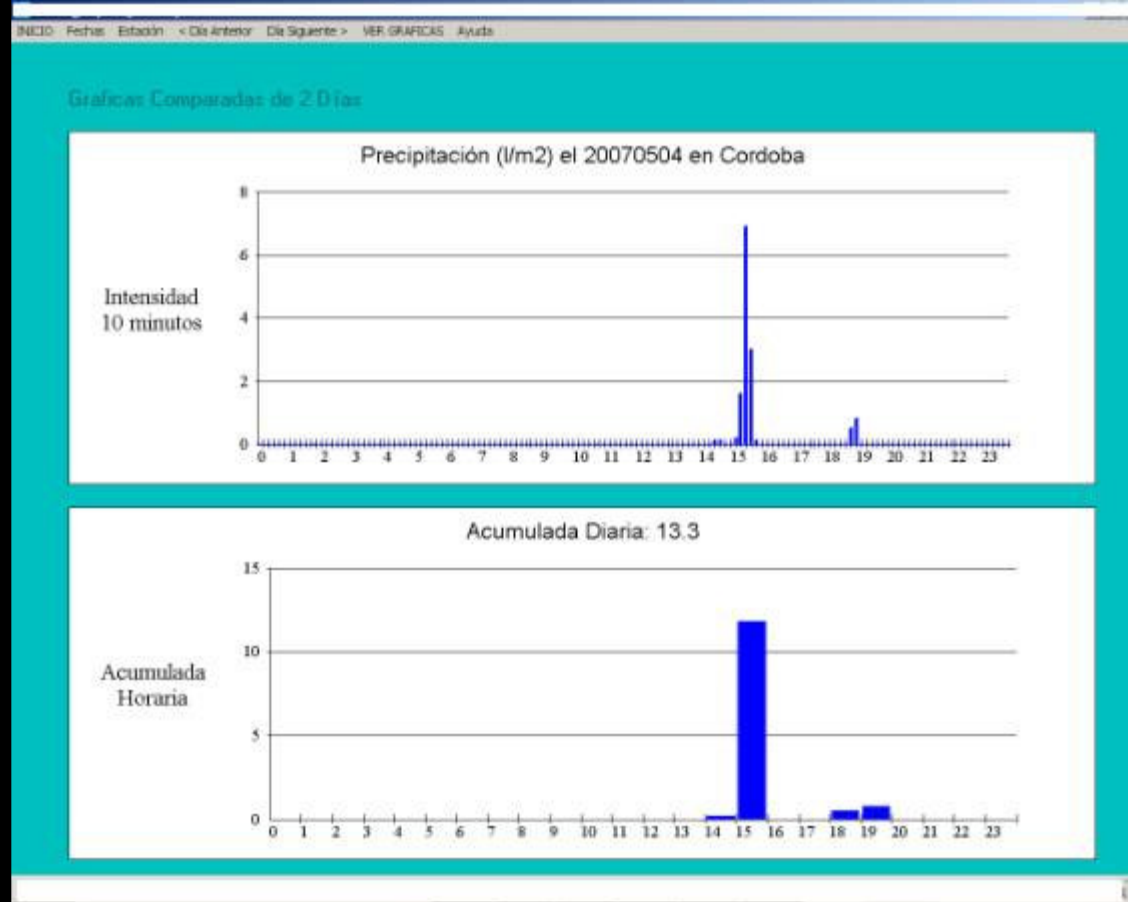 INICIO Fechas Estación < Día Anterior Día Siguiente > VER GRAFICAS Ayuda
Graficas Comparadas de 2 Días
Precipitación (l/m2) el 20070504 en Cordoba
8
6
4
2
0
Intensidad
10 minutos
0 1 2 3 4 5 6 7 8 9 10 11 12 13 14 15 16 17 18 19 20 21 22 23
Acumulada Diaria: 13.3
15
10
5
0
Acumulada
Horaria
0 1 2 3 4 5 6 7 8 9 10 11 12 13 14 15 16 17 18 19 20 21 22 23